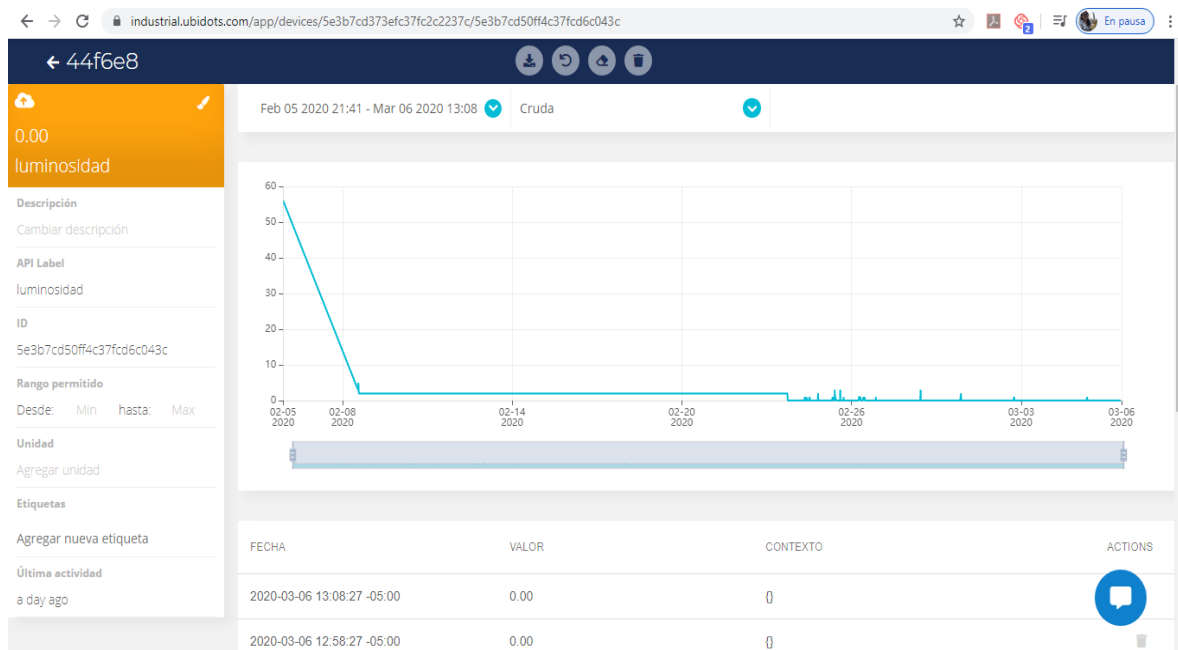 industrial.ubidots.com/app/devices/5e3b7cd373efc37fc2c2237c/5e3b7cd50ff4c37fcd6c043c
2
En pausa
44f6e8
0.00
luminosidad
Descripción
Cambiar descripción
API Label
luminosidad
ID
5e3b7cd50ff4c37fcd6c043c
Rango permitido
Desde: Min hasta: Max
Unidad
Agregar unidad
Etiquetas
Agregar nueva etiqueta
Última actividad
a day ago
Feb 05 2020 21:41 - Mar 06 2020 13:08
Cruda
60
50
40
30
20
10
0
02-05 02-08 02-14 02-20 02-26 03-03 03-06
2020 2020 2020 2020 2020 2020 2020
FECHA VALOR CONTEXTO ACTIONS
2020-03-06 13:08:27 -05:00 0.00 {}
2020-03-06 12:58:27 -05:00 0.00 {}